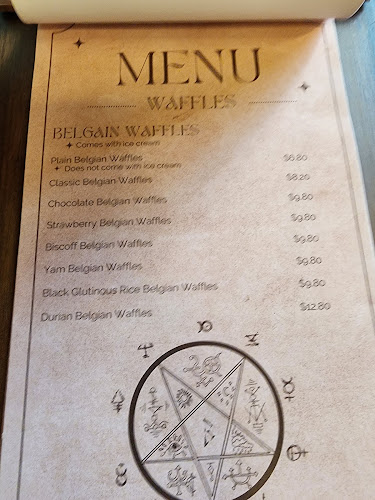 MENU
WAFFLES
BELGAIN WAFFLES
Comes with ice cream
Plain Belgian Waffles $6.80
Does not come with ice cream
Classic Belgian Waffles $8.20
Chocolate Belgian Waffles $9.80
Strawberry Belgian Waffles $9.80
Biscoff Belgian Waffles $9.80
Yam Belgian Waffles $9.80
Black Glutinous Rice Belgian Waffles $9.80
Durian Belgian Waffles $12.80